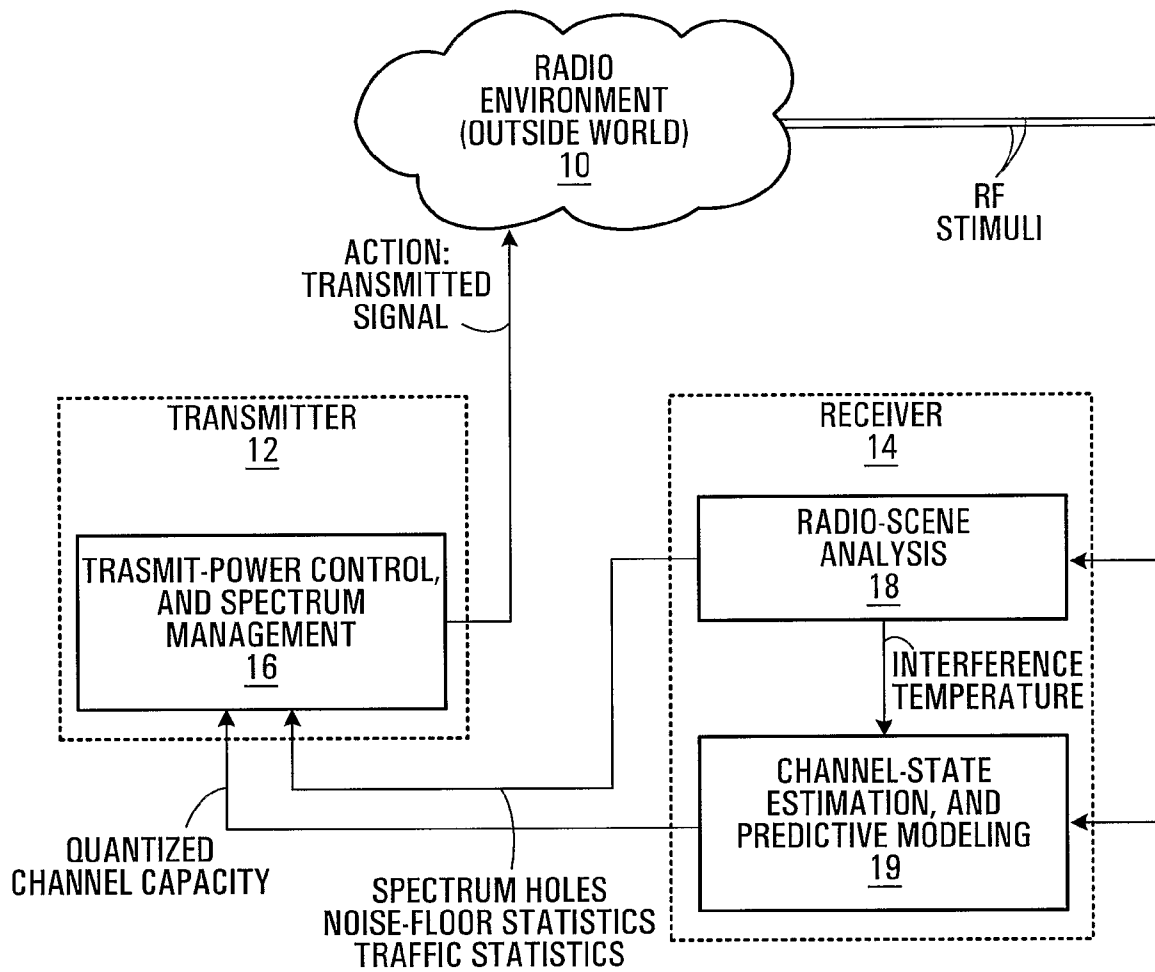 RADIO
ENVIRONMENT
(OUTSIDE WORLD)
10
RF
STIMULI
ACTION:
TRANSMITTED
SIGNAL
TRANSMITTER
12
TRASMIT-POWER CONTROL,
AND SPECTRUM
MANAGEMENT
16
RECEIVER
14
RADIO-SCENE
ANALYSIS
18
INTERFERENCE
TEMPERATURE
CHANNEL-STATE
ESTIMATION, AND
PREDICTIVE MODELING
19
QUANTIZED
CHANNEL CAPACITY
SPECTRUM HOLES
NOISE-FLOOR STATISTICS
TRAFFIC STATISTICS